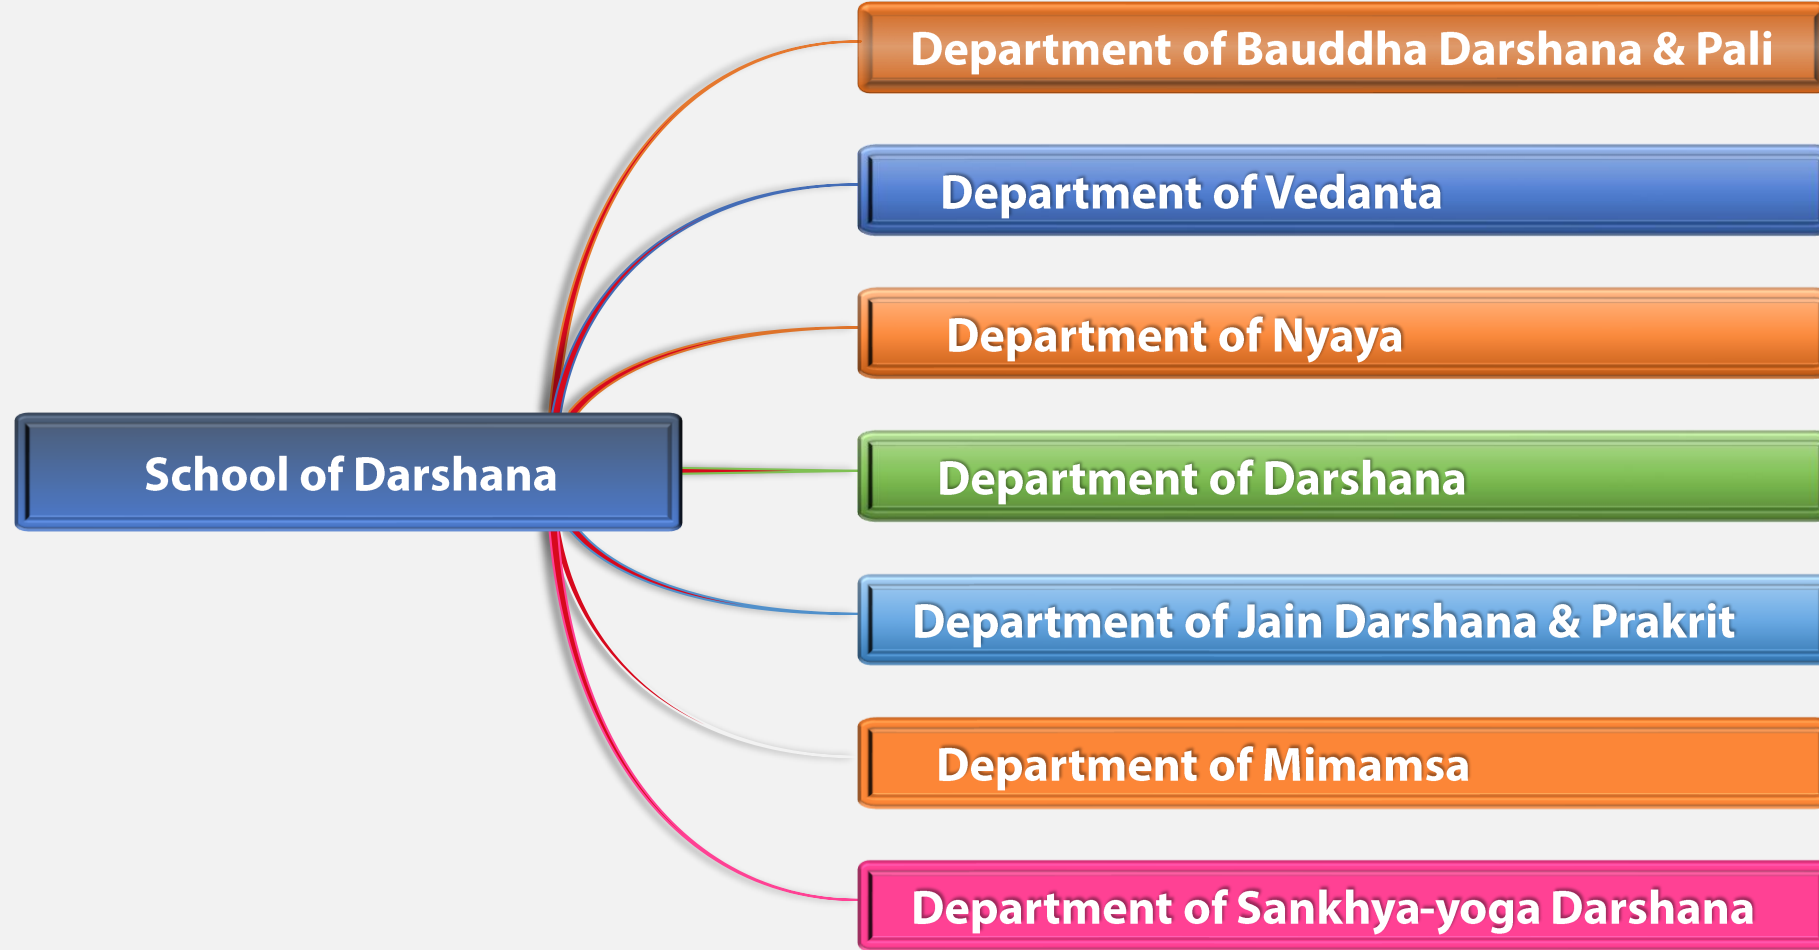 Department of Bauddha Darshana & Pali
Department of Vedanta
Department of Nyaya
School of Darshana
Department of Darshana
Department of Jain Darshana & Prakrit
Department of Mimamsa
Department of Sankhya-yoga Darshana